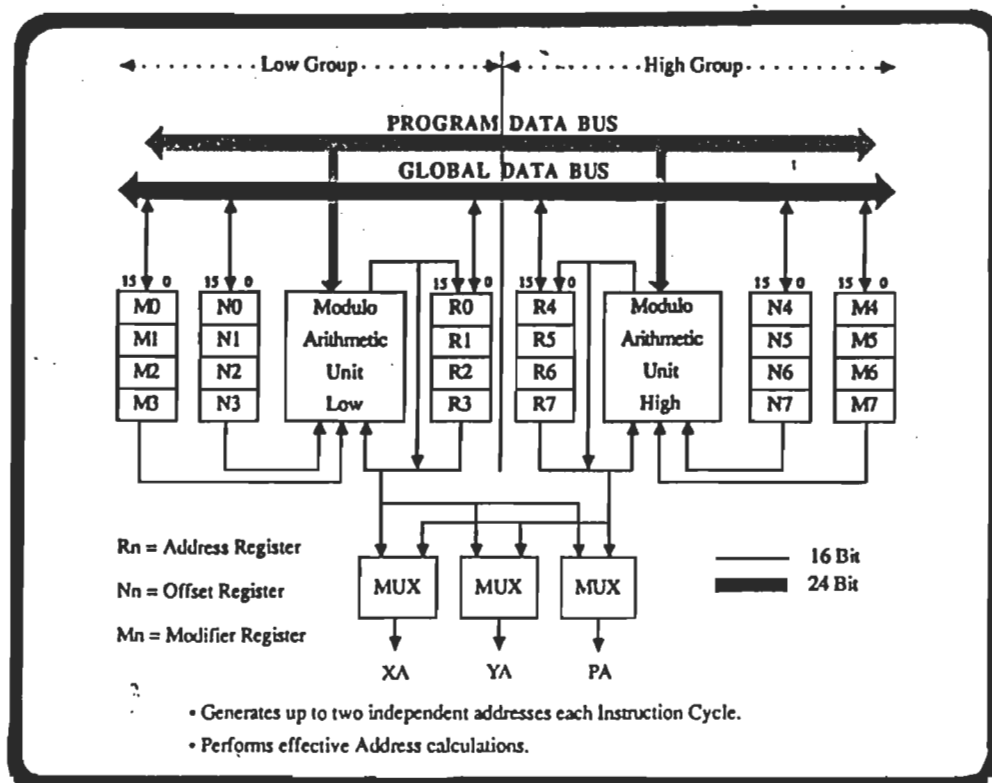 Low Group
High Group
PROGRAM DATA BUS
GLOBAL DATA BUS
15 0 15 0 15 0 15 0 15 0 15 0
M0 N0 Modulo R0 R4 Modulo N4 M4
M1 N1 Arithmetic R1 R5 Arithmetic N5 M5
M2 N2 Unit R2 R6 Unit N6 M6
M3 N3 Low R3 R7 High N7 M7
Rn = Address Register
Nn = Offset Register
Mn = Modifier Register
MUX MUX MUX
16 Bit
24 Bit
XA YA PA
• Generates up to two independent addresses each Instruction Cycle.
• Performs effective Address calculations.